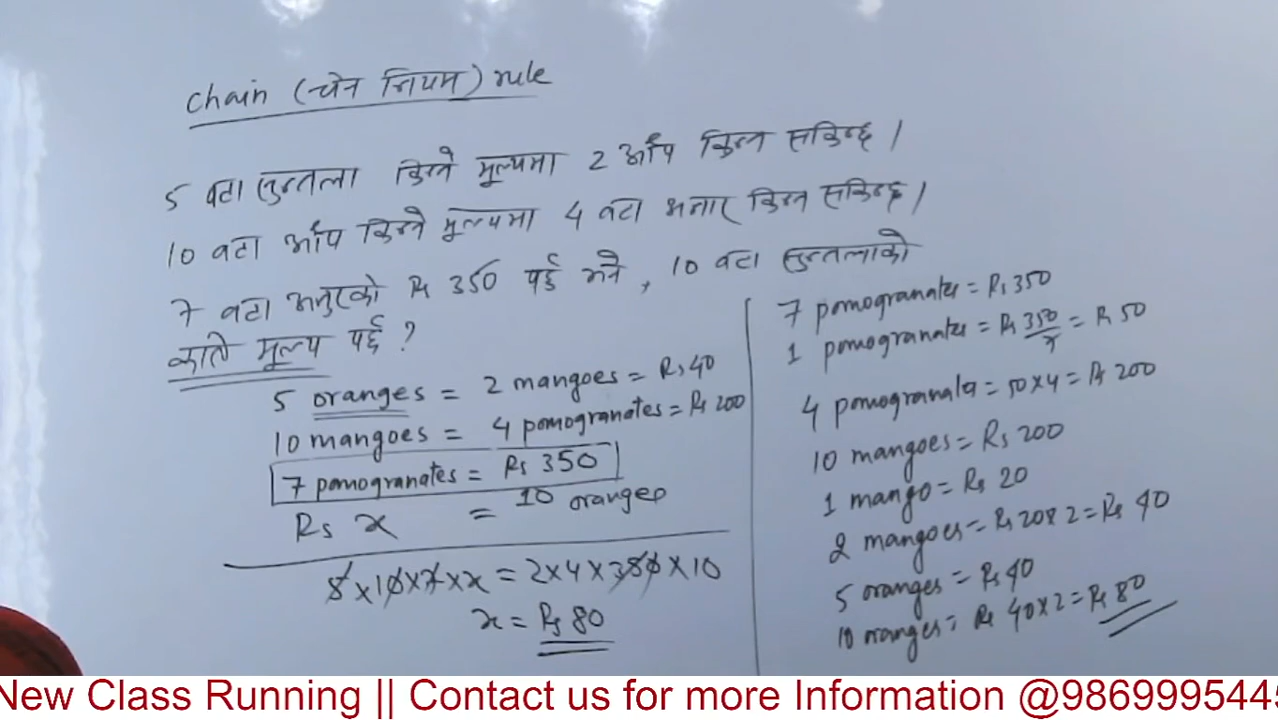 chain (चेन नियम) rule
5 वटा सुन्तला किन्ने मूल्यमा 2 आँप किन्न सकिन्छ ।
10 वटा आँप किन्ने मूल्यमा 4 वटा अनार किन्न सकिन्छ ।
7 वटा अनारको Rs 350 पर्छ भने , 10 वटा सुन्तलाको
कति मूल्य पर्छ ?
5 oranges = 2 mangoes = Rs 40
10 mangoes = 4 pomogranates = Rs 200
7 pomogranates = Rs 350
Rs x = 10 oranges
5 × 10 × 7 × x = 2 × 4 × 350 × 10
x = Rs 80
7 pomogranates = Rs 350
1 pomogranates = Rs 350/7 = Rs 50
4 pomogranates = 50 × 4 = Rs 200
10 mangoes = Rs 200
1 mango = Rs 20
2 mangoes = Rs 20 × 2 = Rs 40
5 oranges = Rs 40
10 oranges = Rs 40 × 2 = Rs 80
New Class Running || Contact us for more Information @986999544